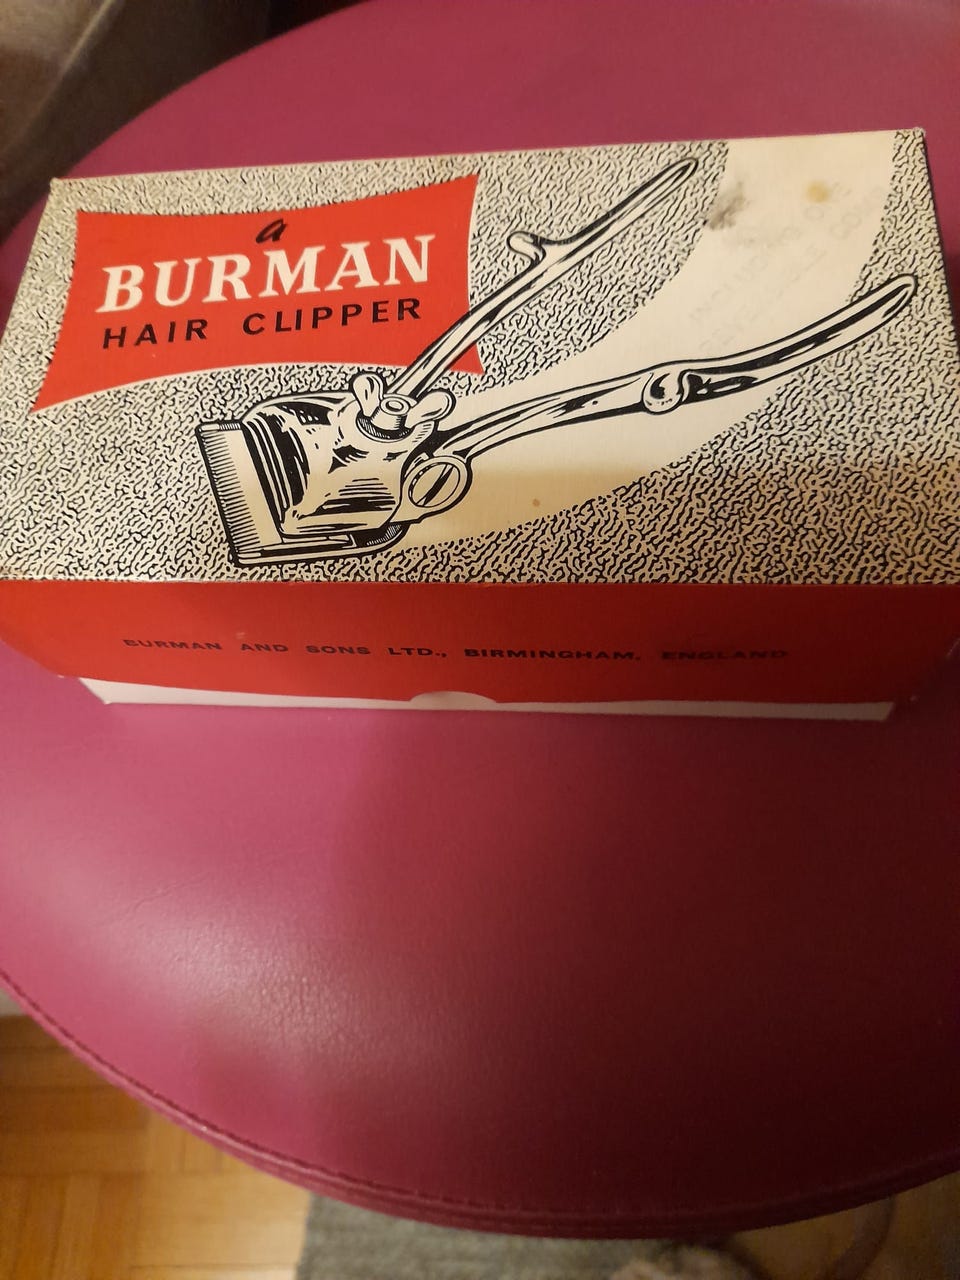 a
BURMAN
HAIR CLIPPER
BURMAN AND SONS LTD., BIRMINGHAM, ENGLAND